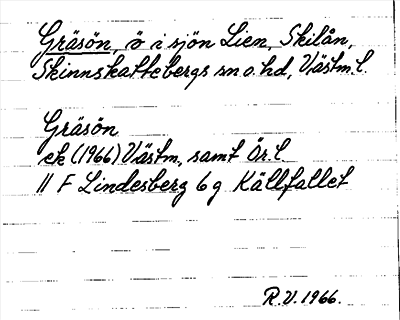 Gräsön, ö i sjön Lien, Skilån,
Skinnskattebergs sn o. hd, Västm. l.
Gräsön
ek (1966) Västm, samt Ör. l.
11 F Lindesberg 6 g Källfallet
R.V. 1966.